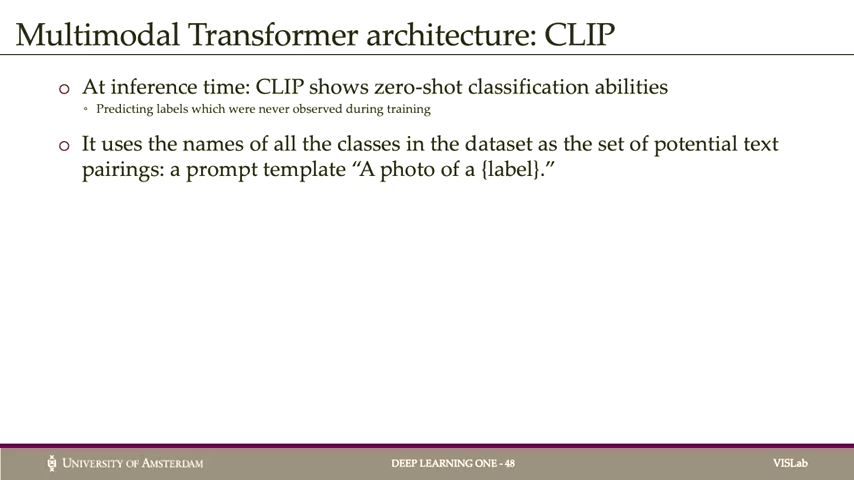 Multimodal Transformer architecture: CLIP
At inference time: CLIP shows zero-shot classification abilities
Predicting labels which were never observed during training
It uses the names of all the classes in the dataset as the set of potential text
pairings: a prompt template “A photo of a {label}.”
UNIVERSITY OF AMSTERDAM
DEEP LEARNING ONE - 48
VISLab